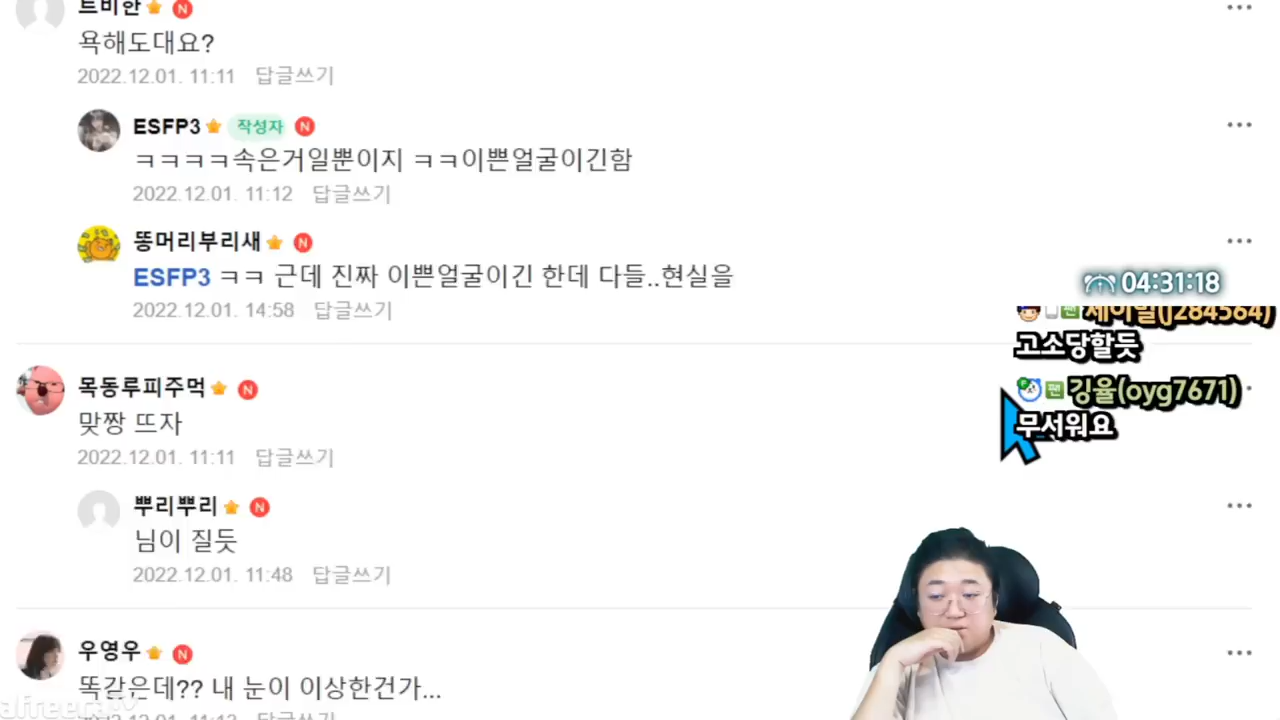 트비한
욕해도대요?
2022.12.01. 11:11 답글쓰기
ESFP3 작성자 N
ㅋㅋㅋㅋ속은거일뿐이지 ㅋㅋ이쁜얼굴이긴함
2022.12.01. 11:12 답글쓰기
똥머리부리새 N
ESFP3 ㅋㅋ 근데 진짜 이쁜얼굴이긴 한데 다들..현실을
2022.12.01. 14:58 답글쓰기
04:31:18
고소당할듯
팬 깅율(oyg7671)
무서워요
목동루피주먹 N
맞짱 뜨자
2022.12.01. 11:11 답글쓰기
뿌리뿌리 N
님이 질듯
2022.12.01. 11:48 답글쓰기
우영우 N
똑같은데?? 내 눈이 이상한건가...
afreecaTV